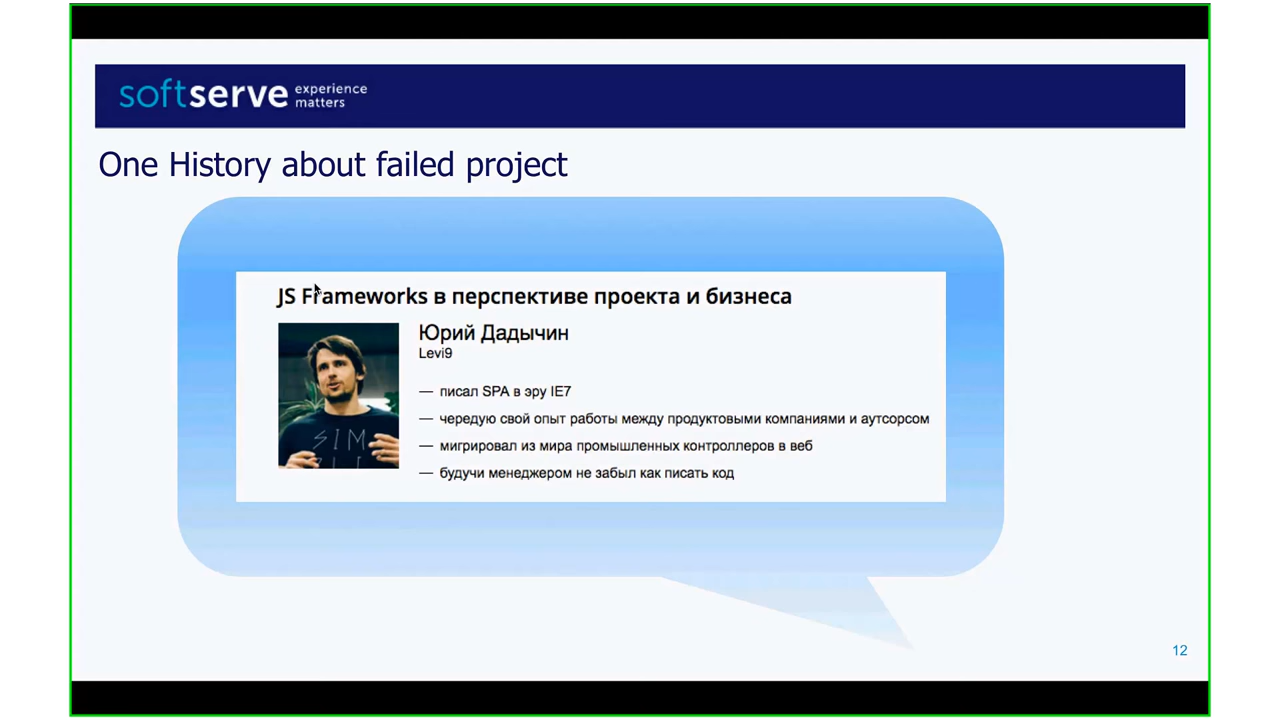 softserve experience matters
One History about failed project
JS Frameworks в перспективе проекта и бизнеса
Юрий Дадычин
Levi9
— писал SPA в эру IE7
— чередую свой опыт работы между продуктовыми компаниями и аутсорсом
— мигрировал из мира промышленных контроллеров в веб
— будучи менеджером не забыл как писать код
SIM
12